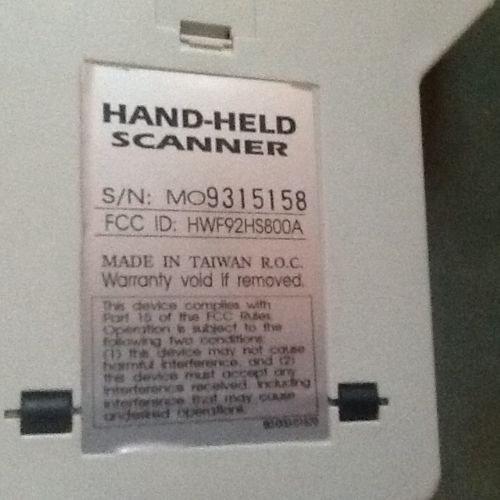 HAND-HELD
SCANNER
S/N: MO9315158
FCC ID: HWF92HS800A
MADE IN TAIWAN R.O.C.
Warranty void if removed.
This device complies with
Part 15 of the FCC Rules.
Operation is subject to the
following two conditions:
(1) this device may not cause
harmful interference, and (2)
this device must accept any
interference received, including
interference that may cause
undesired operations.